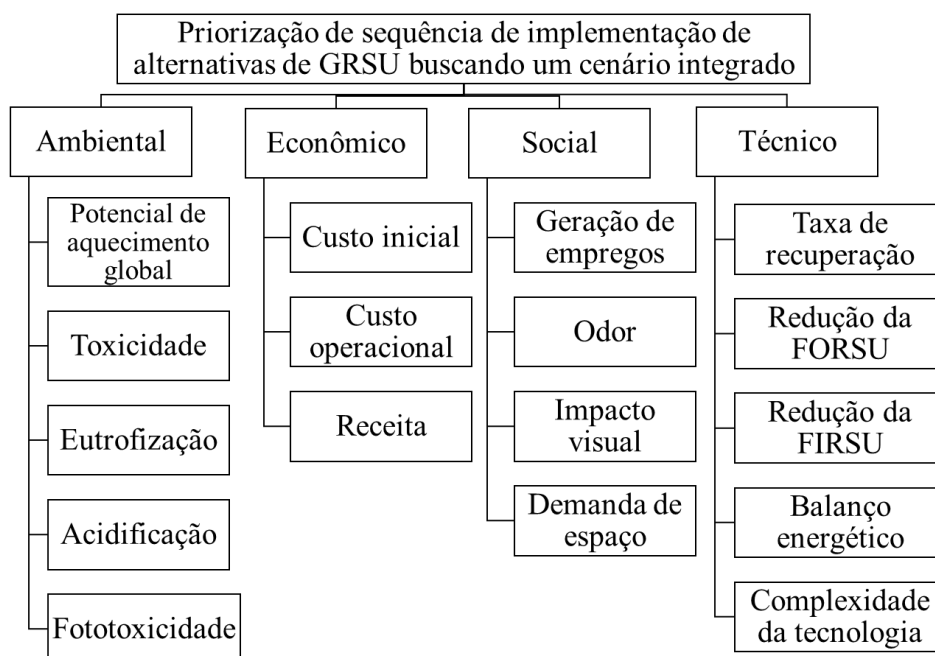 Priorização de sequência de implementação de
alternativas de GRSU buscando um cenário integrado
Ambiental
Potencial de
aquecimento
global
Toxicidade
Eutrofização
Acidificação
Fototoxicidade
Econômico
Custo inicial
Custo
operacional
Receita
Social
Geração de
empregos
Odor
Impacto
visual
Demanda de
espaço
Técnico
Taxa de
recuperação
Redução da
FORSU
Redução da
FIRSU
Balanço
energético
Complexidade
da tecnologia